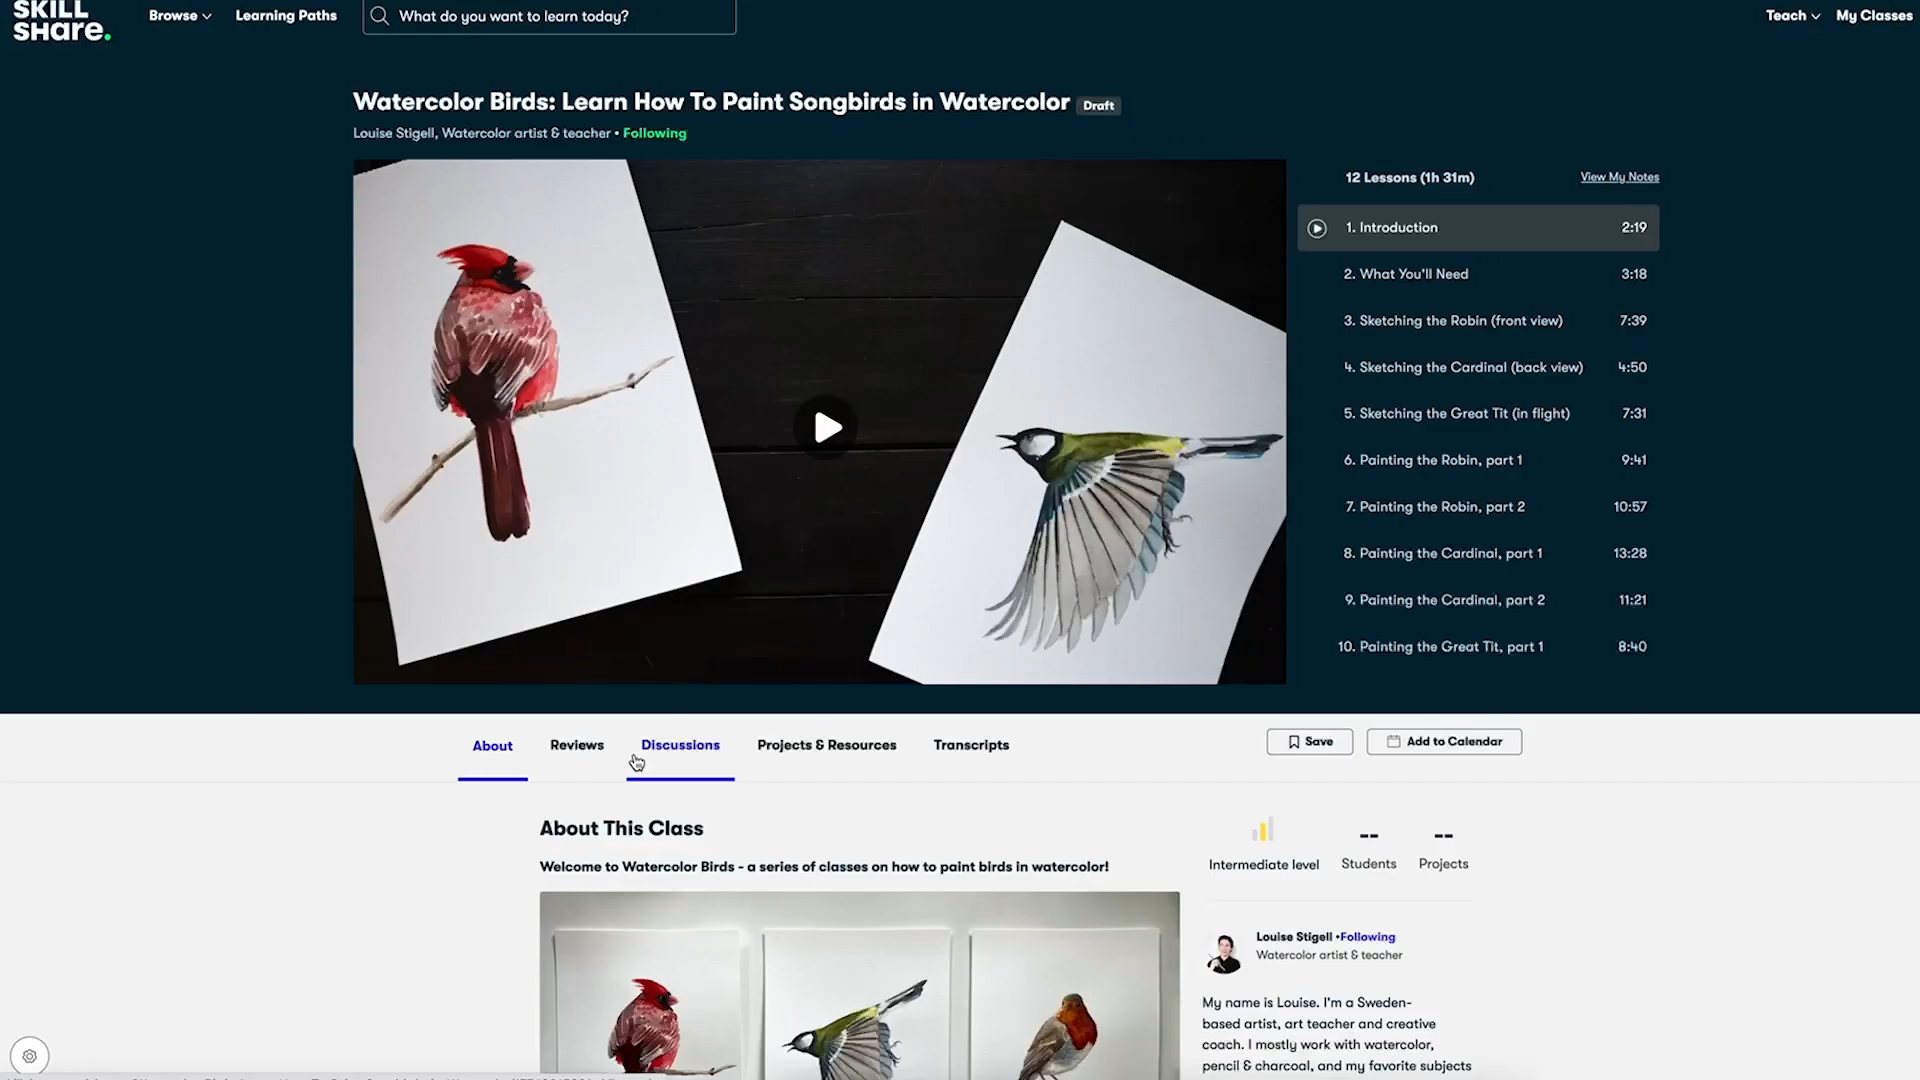 SKILL
SHare.
Browse
Learning Paths
What do you want to learn today?
Teach
My Classes
Watercolor Birds: Learn How To Paint Songbirds in Watercolor
Draft
Louise Stigell, Watercolor artist & teacher • Following
12 Lessons (1h 31m)
View My Notes
1. Introduction 2:19
2. What You'll Need 3:18
3. Sketching the Robin (front view) 7:39
4. Sketching the Cardinal (back view) 4:50
5. Sketching the Great Tit (in flight) 7:31
6. Painting the Robin, part 1 9:41
7. Painting the Robin, part 2 10:57
8. Painting the Cardinal, part 1 13:28
9. Painting the Cardinal, part 2 11:21
10. Painting the Great Tit, part 1 8:40
About
Reviews
Discussions
Projects & Resources
Transcripts
Save
Add to Calendar
About This Class
Welcome to Watercolor Birds - a series of classes on how to paint birds in watercolor!
Intermediate level
-- Students
-- Projects
Louise Stigell •Following
Watercolor artist & teacher
My name is Louise. I'm a Sweden-
based artist, art teacher and creative
coach. I mostly work with watercolor,
pencil & charcoal, and my favorite subjects